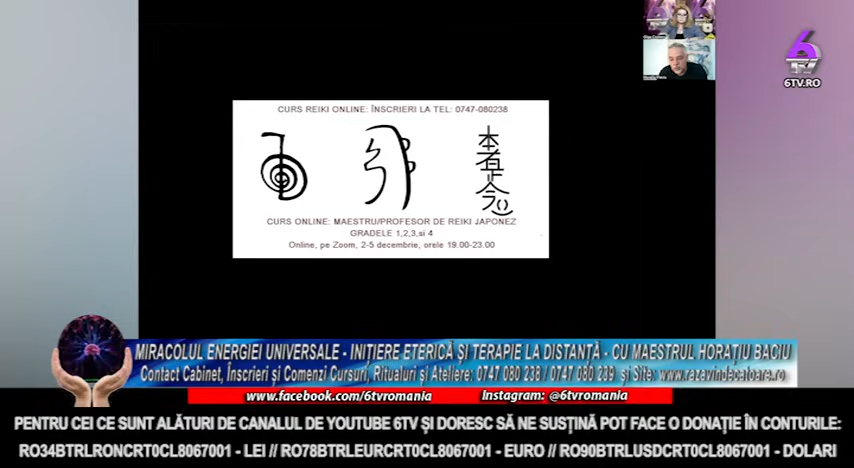 6TV
6TV.RO
CURS REIKI ONLINE: ÎNSCRIERI LA TEL: 0747-080238
CURS ONLINE: MAESTRU/PROFESOR DE REIKI JAPONEZ
GRADELE 1,2,3,si 4
Online, pe Zoom, 2-5 decembrie, orele 19.00-23.00
MIRACOLUL ENERGIEI UNIVERSALE - INIȚIERE ETERICĂ ȘI TERAPIE LA DISTANȚĂ - CU MAESTRUL HORAȚIU BACIU
Contact Cabinet, Înscrieri și Comenzi Cursuri, Ritualuri și Ateliere: 0747 080 238 / 0747 080 239 și Site: www.razavindecatoare.ro
www.facebook.com/6tvromania Instagram: @6tvromania
PENTRU CEI CE SUNT ALĂTURI DE CANALUL DE YOUTUBE 6TV ȘI DORESC SĂ NE SUSȚINĂ POT FACE O DONAȚIE ÎN CONTURILE:
RO34BTRLRONCRT0CL8067001 - LEI // RO78BTRLEURCRT0CL8067001 - EURO // RO90BTRLUSDCRT0CL8067001 - DOLARI